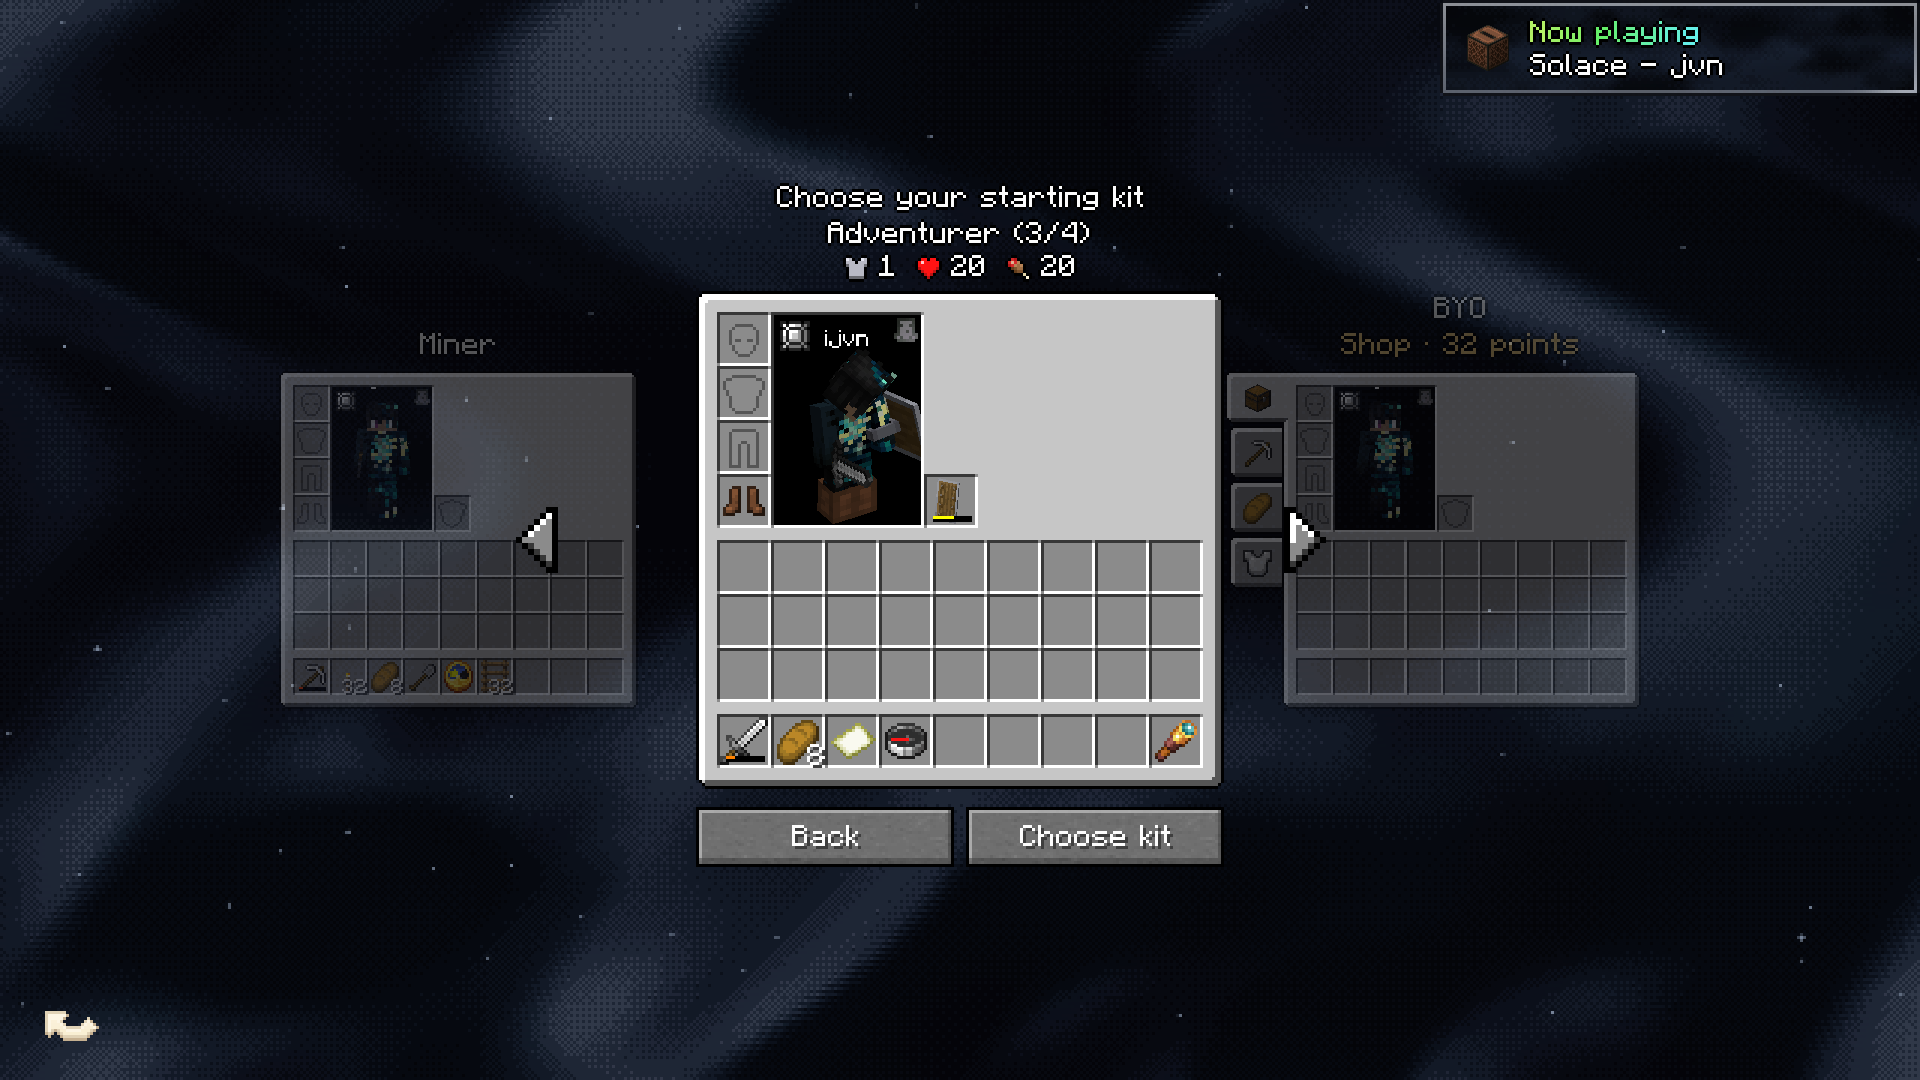 Now playing
Solace - jvn
Choose your starting kit
Adventurer (3/4)
1 20 20
Miner
32 8 32
ijvn
8
BYO
Shop · 32 points
Back
Choose kit